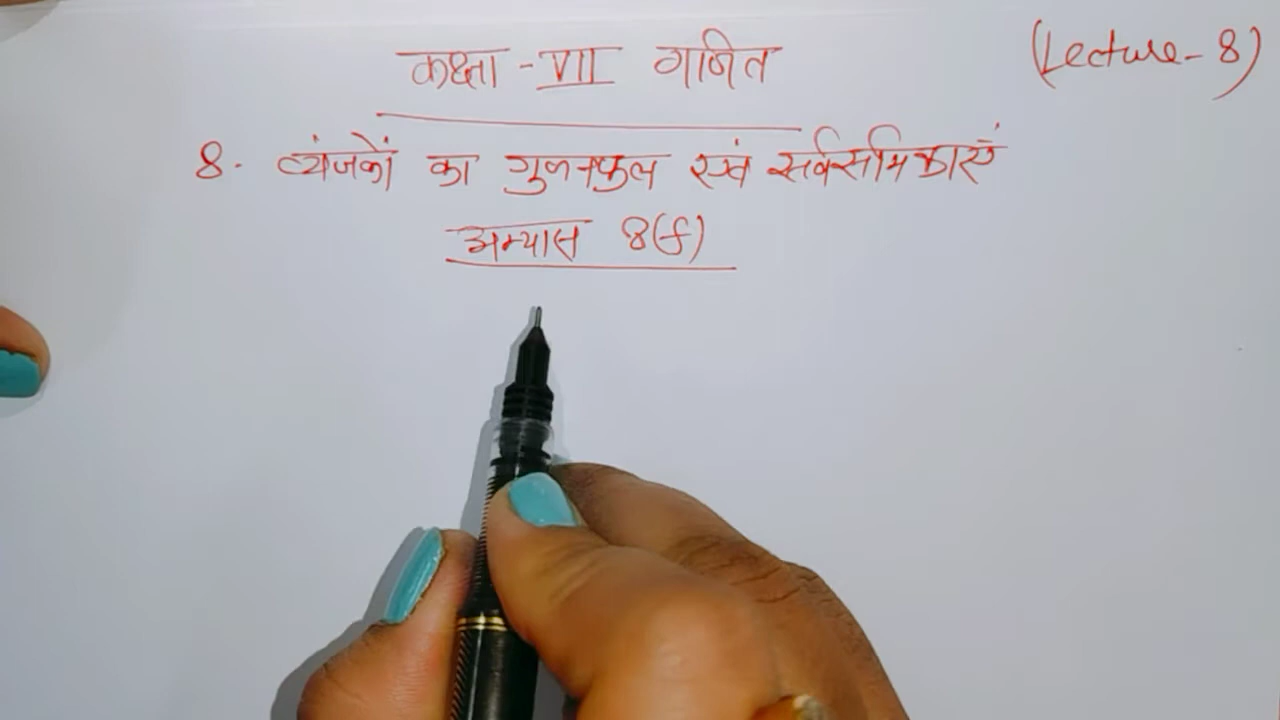 कक्षा - VII गणित
(Lecture - 8)
8. व्यंजकों का गुणनफल एवं सर्वसमिकाएं
अभ्यास 8(f)